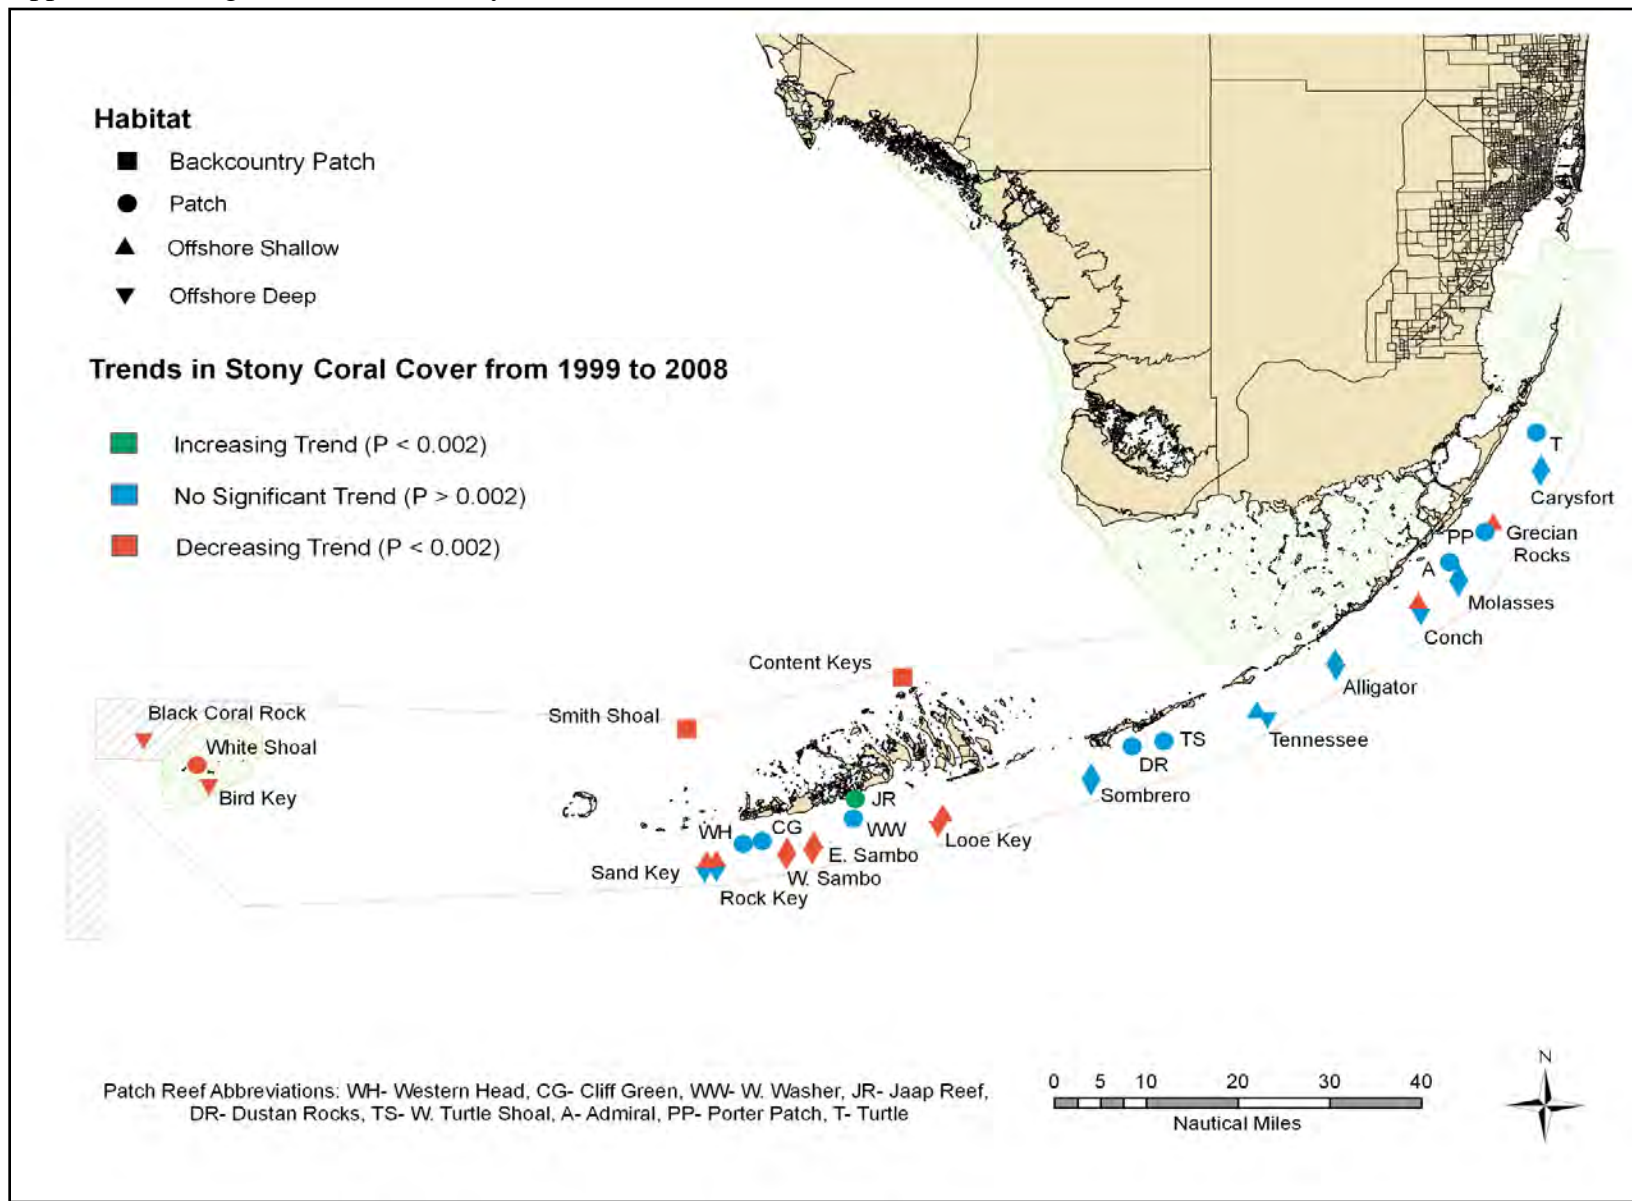 Habitat
Backcountry Patch
Patch
Offshore Shallow
Offshore Deep
Trends in Stony Coral Cover from 1999 to 2008
Increasing Trend (P < 0.002)
No Significant Trend (P > 0.002)
Decreasing Trend (P < 0.002)
T
Carysfort
PP
Grecian
Rocks
A
Molasses
Conch
Content Keys
Alligator
Black Coral Rock
Smith Shoal
White Shoal
TS
Tennessee
DR
Bird Key
Sombrero
JR
WH
CG
WW
Looe Key
E. Sambo
Sand Key
W. Sambo
Rock Key
Patch Reef Abbreviations: WH- Western Head, CG- Cliff Green, WW- W. Washer, JR- Jaap Reef,
DR- Dustan Rocks, TS- W. Turtle Shoal, A- Admiral, PP- Porter Patch, T- Turtle
0 5 10 20 30 40
Nautical Miles
N